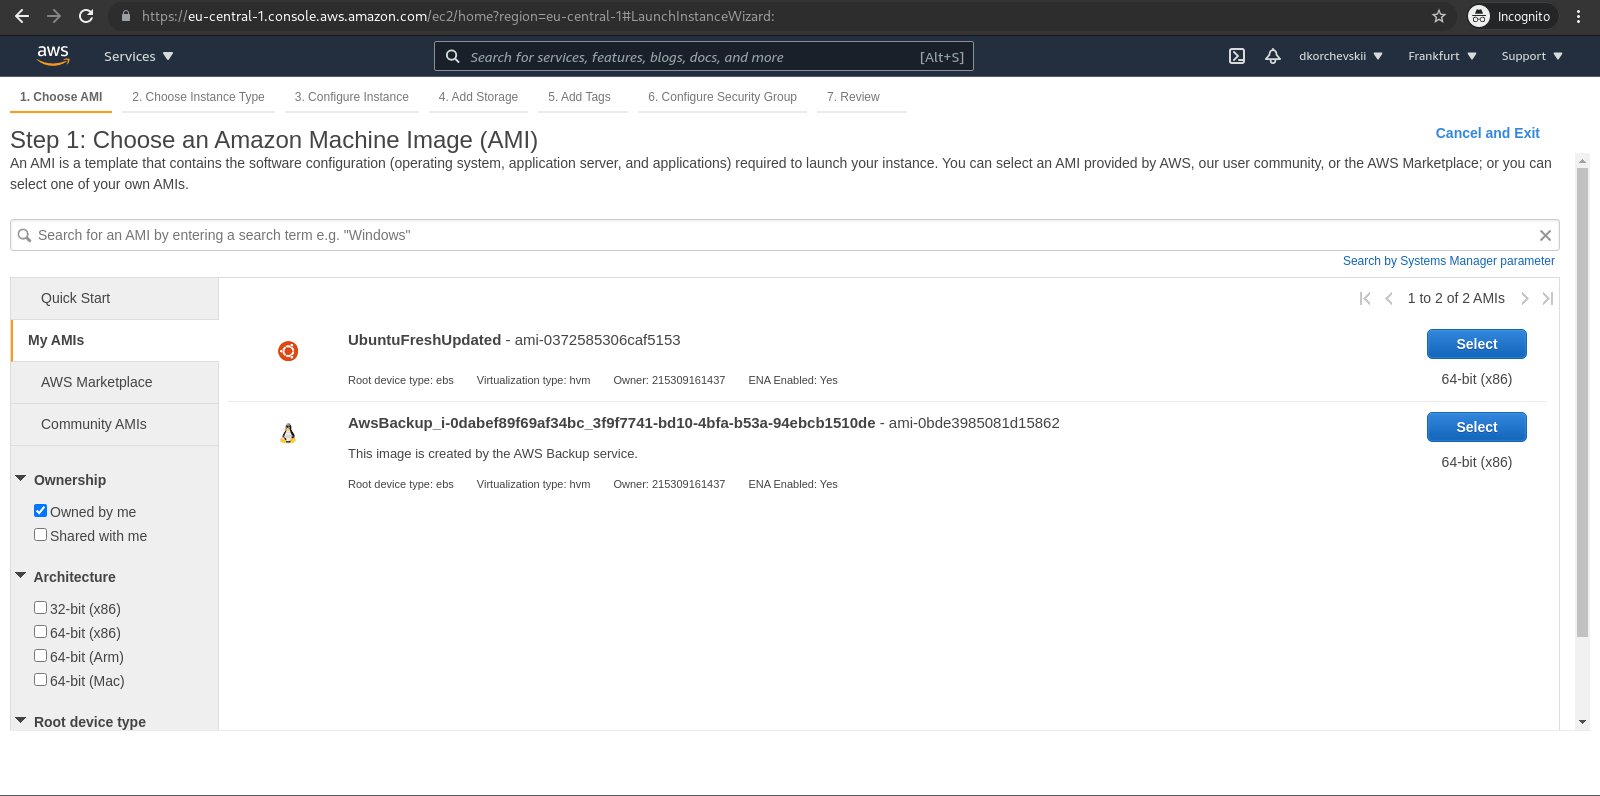 https://eu-central-1.console.aws.amazon.com/ec2/home?region=eu-central-1#LaunchInstanceWizard:
Incognito
aws
Services
Search for services, features, blogs, docs, and more
[Alt+S]
dkorchevskii
Frankfurt
Support
1. Choose AMI
2. Choose Instance Type
3. Configure Instance
4. Add Storage
5. Add Tags
6. Configure Security Group
7. Review
Step 1: Choose an Amazon Machine Image (AMI)
Cancel and Exit
An AMI is a template that contains the software configuration (operating system, application server, and applications) required to launch your instance. You can select an AMI provided by AWS, our user community, or the AWS Marketplace; or you can
select one of your own AMIs.
Search for an AMI by entering a search term e.g. "Windows"
Search by Systems Manager parameter
Quick Start
My AMIs
AWS Marketplace
Community AMIs
Ownership
Owned by me
Shared with me
Architecture
32-bit (x86)
64-bit (x86)
64-bit (Arm)
64-bit (Mac)
Root device type
1 to 2 of 2 AMIs
UbuntuFreshUpdated - ami-0372585306caf5153
Select
64-bit (x86)
Root device type: ebs
Virtualization type: hvm
Owner: 215309161437
ENA Enabled: Yes
AwsBackup_i-0dabef89f69af34bc_3f9f7741-bd10-4bfa-b53a-94ebcb1510de - ami-0bde3985081d15862
Select
64-bit (x86)
This image is created by the AWS Backup service.
Root device type: ebs
Virtualization type: hvm
Owner: 215309161437
ENA Enabled: Yes